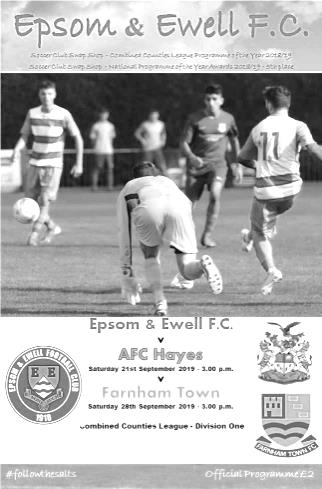 Epsom & Ewell F.C.
Soccer Club Swap Shop - Combined Counties League Programme of the Year 2018/19
Soccer Club Swap Shop - National Programme of the Year Awards 2018/19 - 5th place
11
Epsom & Ewell F.C.
v
AFC Hayes
Saturday 21st September 2019 - 3.00 p.m.
v
Farnham Town
Saturday 28th September 2019 - 3.00 p.m.
Combined Counties League - Division One
EPSOM & EWELL FOOTBALL CLUB
E E
1918
FARNHAM TOWN FC
#followthesalts
Official Programme £2